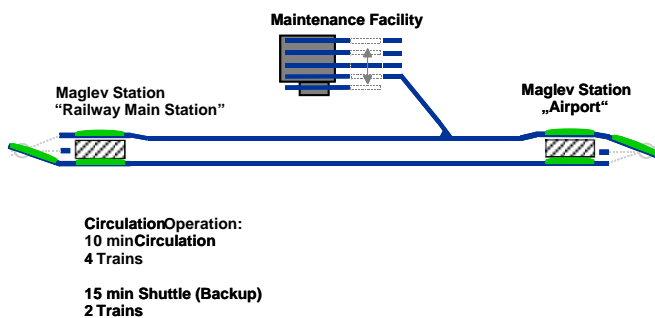 Maintenance Facility
Maglev Station
“Railway Main Station”
Maglev Station
„Airport“
CirculationOperation:
10 minCirculation
4 Trains
15 min Shuttle (Backup)
2 Trains